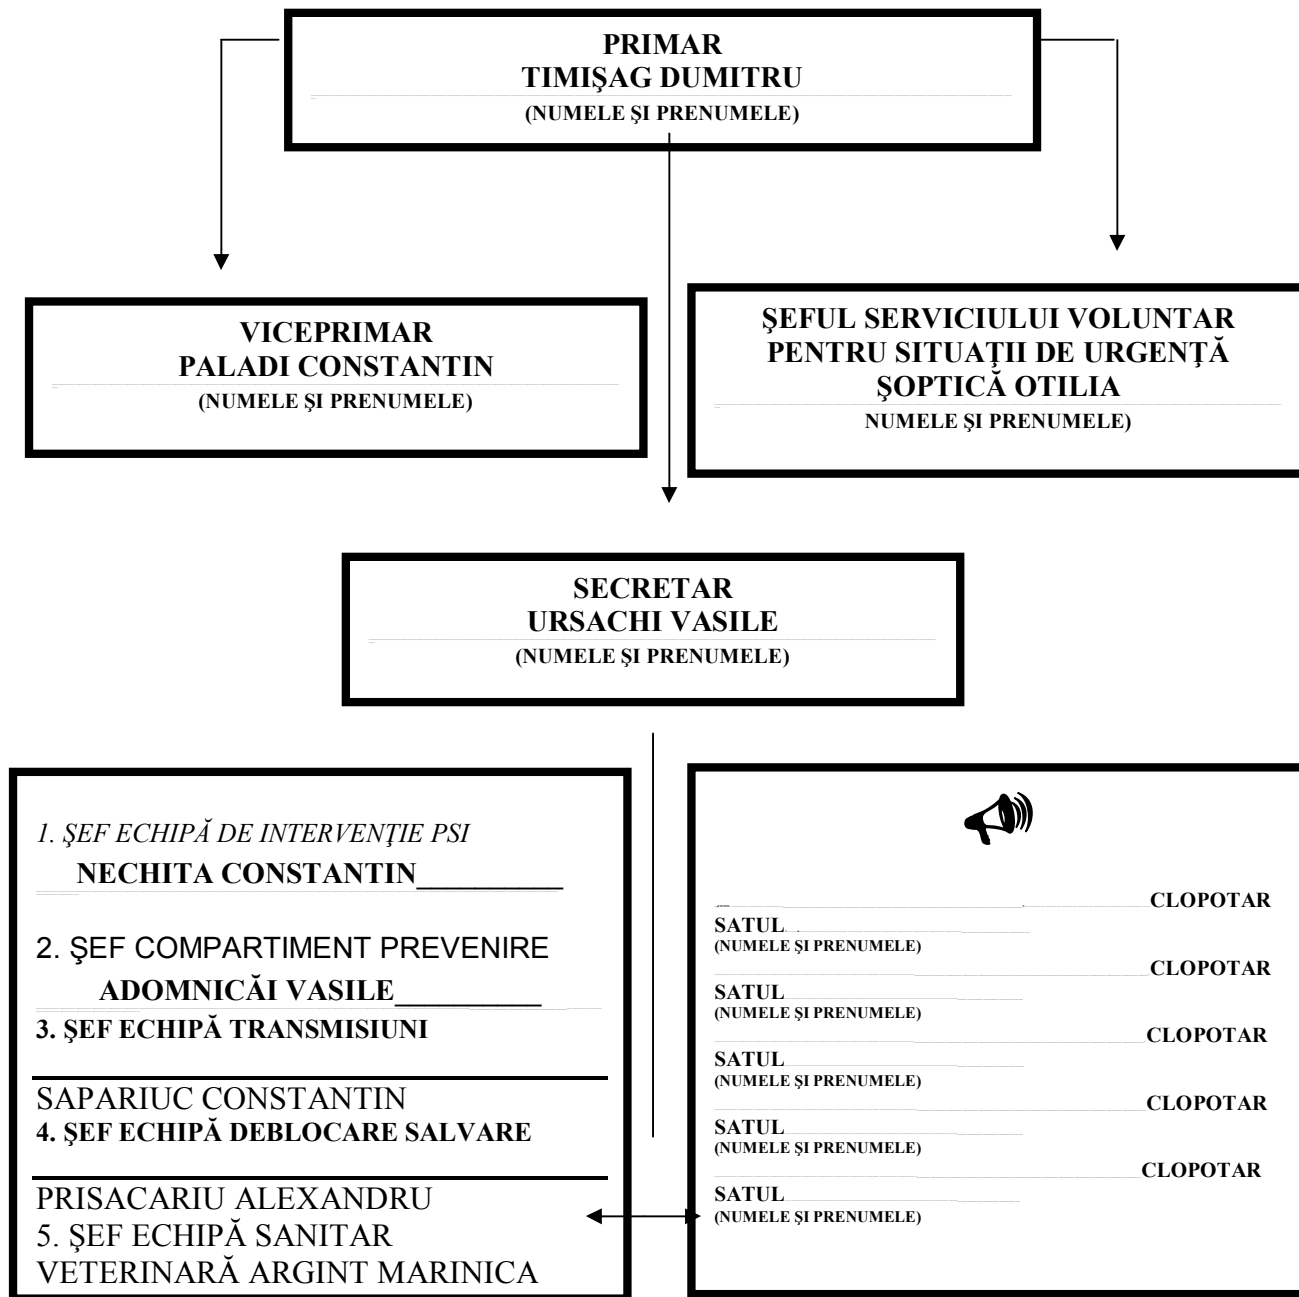 PRIMAR
TIMIŞAG DUMITRU
(NUMELE ŞI PRENUMELE)
VICEPRIMAR
PALADI CONSTANTIN
(NUMELE ŞI PRENUMELE)
ŞEFUL SERVICIULUI VOLUNTAR
PENTRU SITUAŢII DE URGENŢĂ
ŞOPTICĂ OTILIA
NUMELE ŞI PRENUMELE)
SECRETAR
URSACHI VASILE
(NUMELE ŞI PRENUMELE)
1. ŞEF ECHIPĂ DE INTERVENŢIE PSI
NECHITA CONSTANTIN__________
2. ŞEF COMPARTIMENT PREVENIRE
ADOMNICĂI VASILE__________
3. ŞEF ECHIPĂ TRANSMISIUNI
SAPARIUC CONSTANTIN
4. ŞEF ECHIPĂ DEBLOCARE SALVARE
PRISACARIU ALEXANDRU
5. ŞEF ECHIPĂ SANITAR
VETERINARĂ ARGINT MARINICA
CLOPOTAR
SATUL
(NUMELE ŞI PRENUMELE)
CLOPOTAR
SATUL
(NUMELE ŞI PRENUMELE)
CLOPOTAR
SATUL
(NUMELE ŞI PRENUMELE)
CLOPOTAR
SATUL
(NUMELE ŞI PRENUMELE)
CLOPOTAR
SATUL
(NUMELE ŞI PRENUMELE)